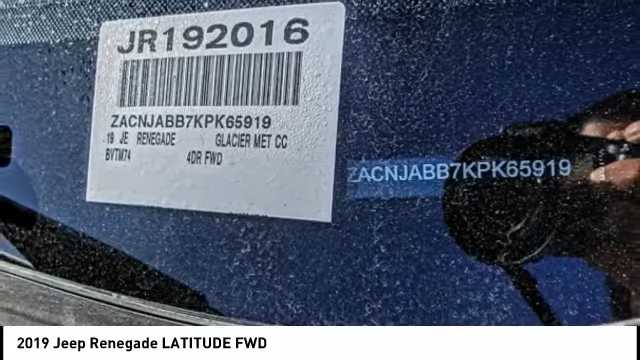 JR192016
ZACNJABB7KPK65919
19 JE RENEGADE GLACIER MET CC
BVTM74 4DR FWD
ZACNJABB7KPK65919
2019 Jeep Renegade LATITUDE FWD